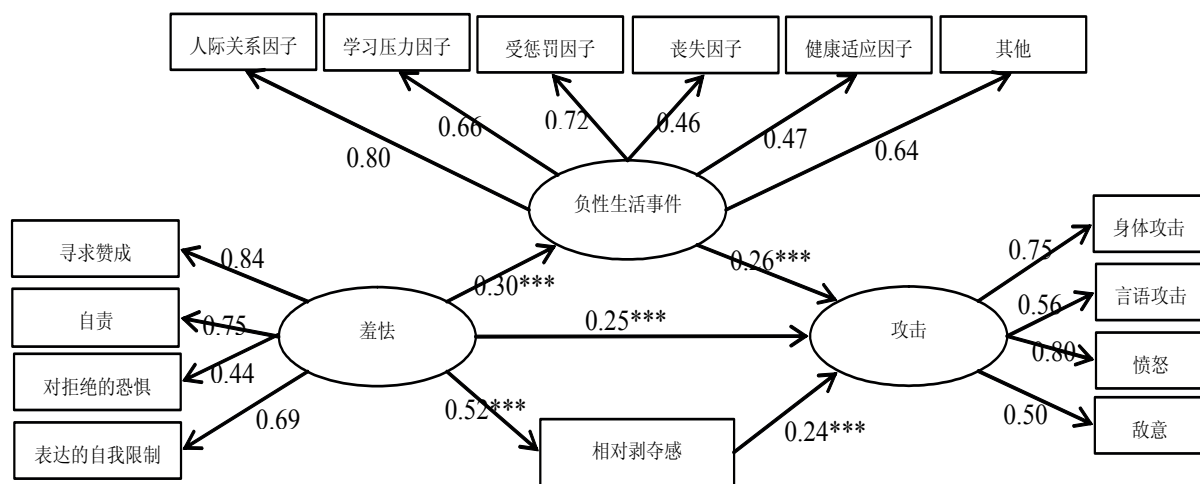 人际关系因子
学习压力因子
受惩罚因子
丧失因子
健康适应因子
其他
0.80
0.66
0.72
0.46
0.47
0.64
负性生活事件
寻求赞成
自责
对拒绝的恐惧
表达的自我限制
0.84
0.75
0.44
0.69
羞怯
0.30***
0.25***
0.52***
相对剥夺感
0.26***
0.24***
攻击
0.75
0.56
0.80
0.50
身体攻击
言语攻击
愤怒
敌意